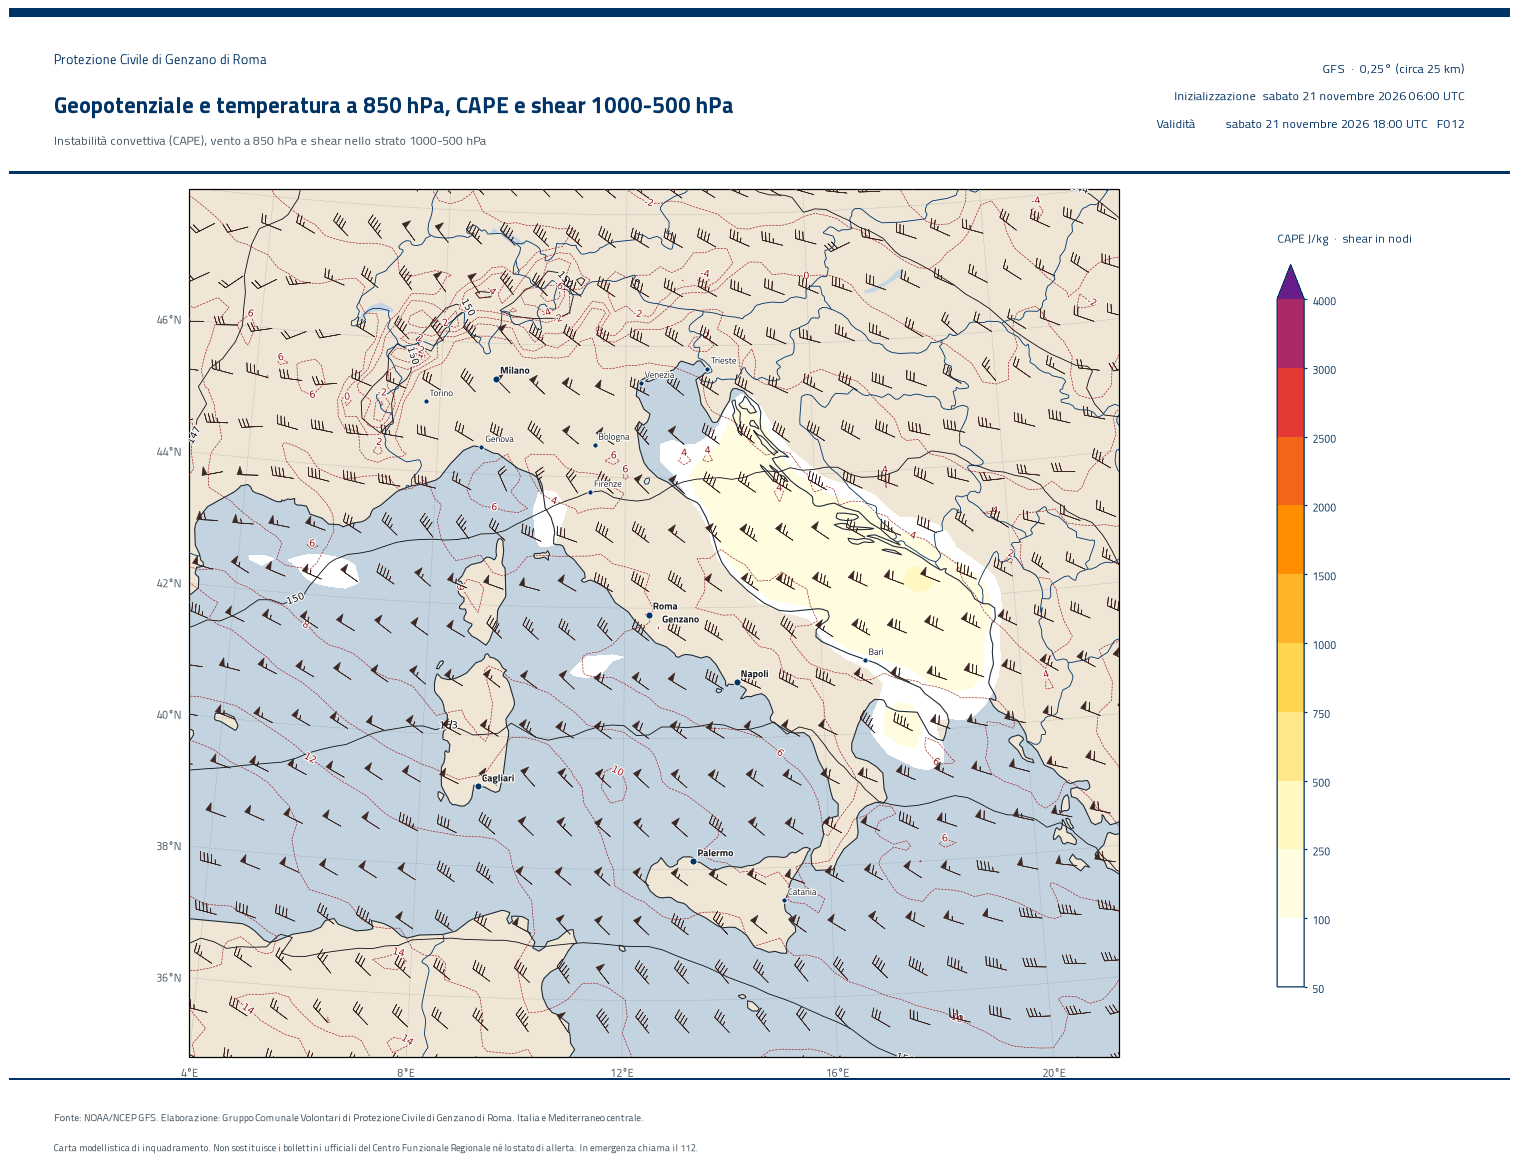 Protezione Civile di Genzano di Roma
Geopotenziale e temperatura a 850 hPa, CAPE e shear 1000-500 hPa
Instabilità convettiva (CAPE), vento a 850 hPa e shear nello strato 1000-500 hPa
GFS · 0,25° (circa 25 km)
Inizializzazione sabato 21 novembre 2026 06:00 UTC
Validità sabato 21 novembre 2026 18:00 UTC F012
CAPE J/kg · shear in nodi
4000
3000
2500
2000
1500
1000
750
500
250
100
50
46°N
44°N
42°N
40°N
38°N
36°N
4°E
8°E
12°E
16°E
20°E
Milano
Torino
Venezia
Trieste
Genova
Bologna
Firenze
Roma
Genzano
Napoli
Bari
Cagliari
Palermo
Catania
Fonte: NOAA/NCEP GFS. Elaborazione: Gruppo Comunale Volontari di Protezione Civile di Genzano di Roma. Italia e Mediterraneo centrale.
Carta modellistica di inquadramento. Non sostituisce i bollettini ufficiali del Centro Funzionale Regionale né lo stato di allerta. In emergenza chiama il 112.